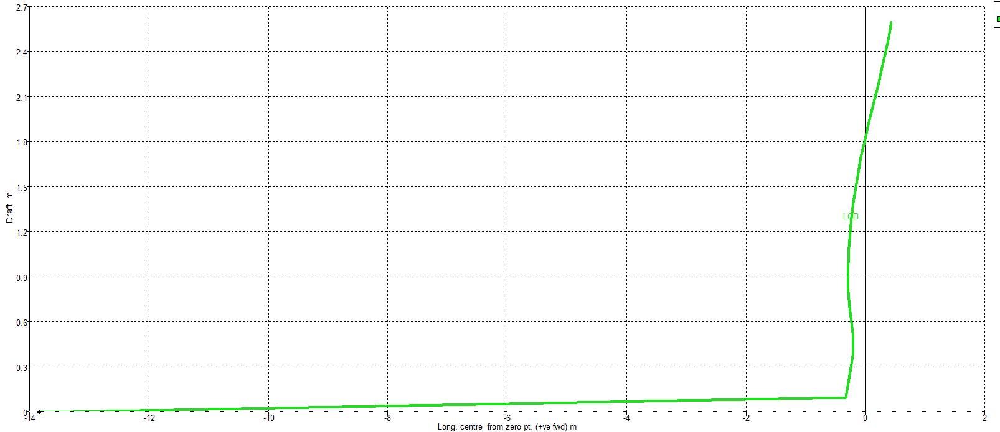 2.7
2.4
2.1
1.8
1.5
1.2
0.9
0.6
0.3
0
Draft m
LCB
-14 -12 -10 -8 -6 -4 -2 0 2
Long. centre from zero pt. (+ve fwd) m